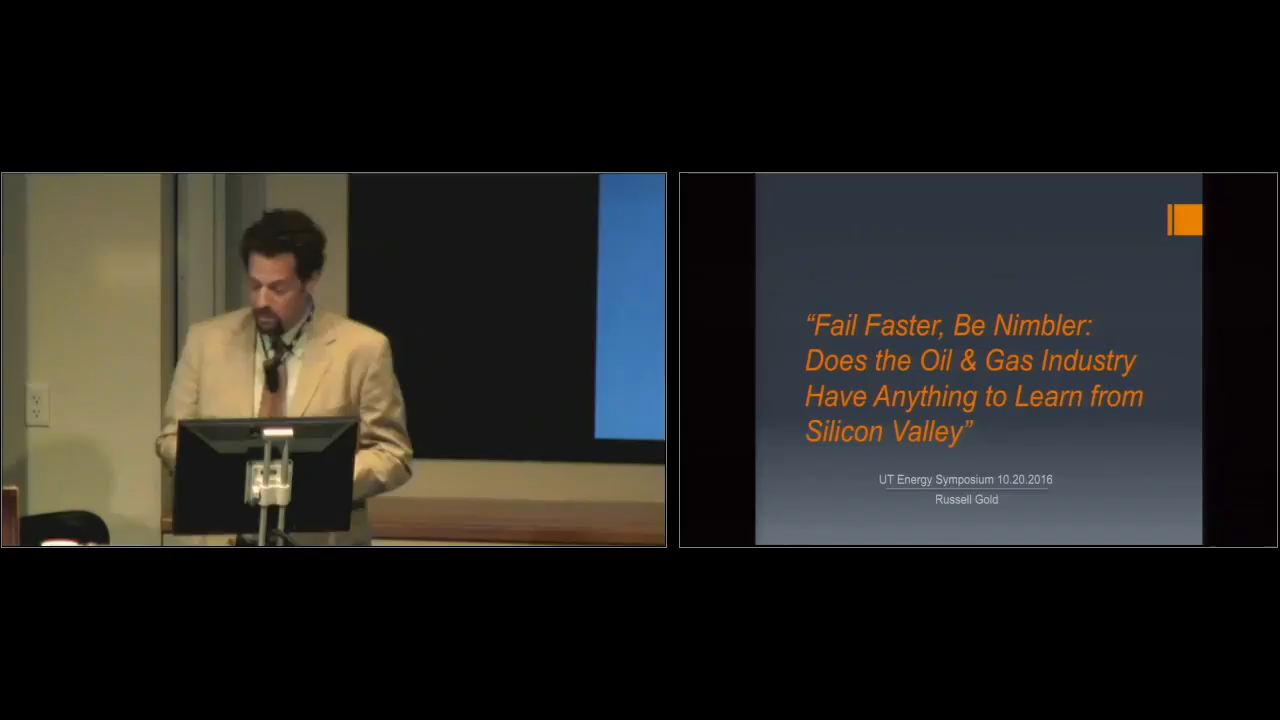 “Fail Faster, Be Nimbler:
Does the Oil & Gas Industry
Have Anything to Learn from
Silicon Valley”
UT Energy Symposium 10.20.2016
Russell Gold